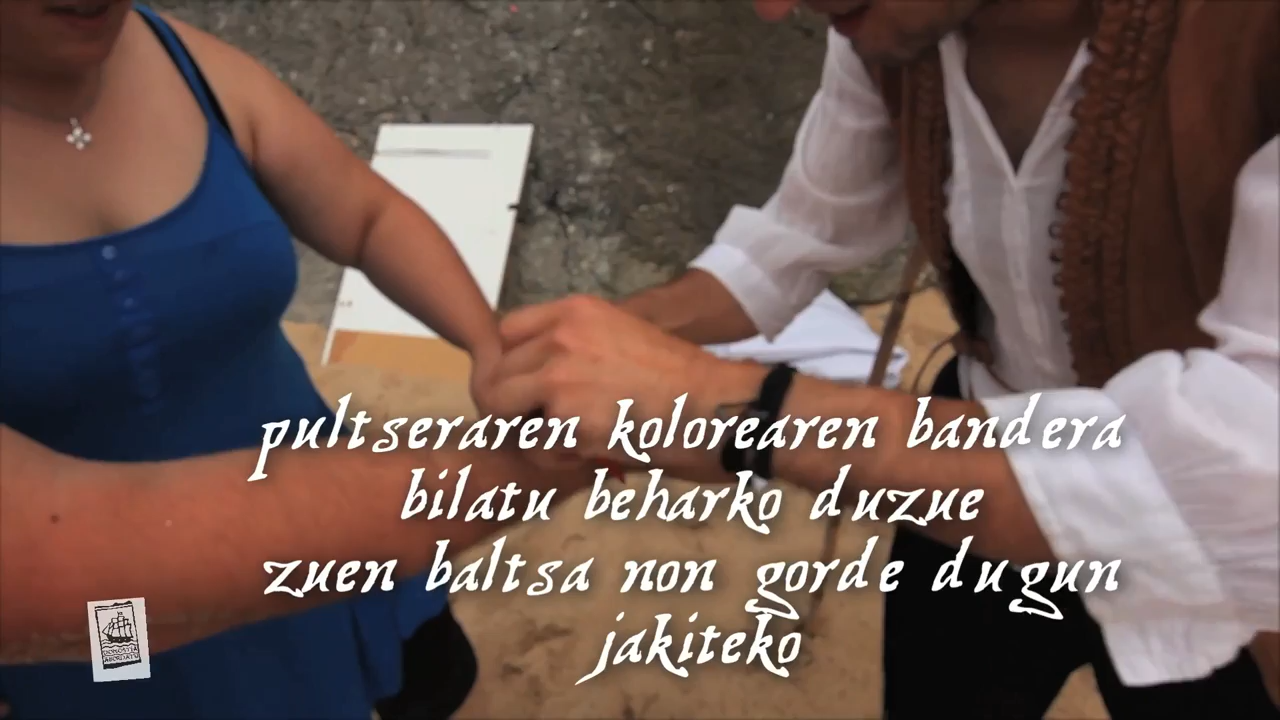 pultseraren kolorearen bandera
bilatu beharko duzue
zuen baltsa non gorde dugun
jakiteko